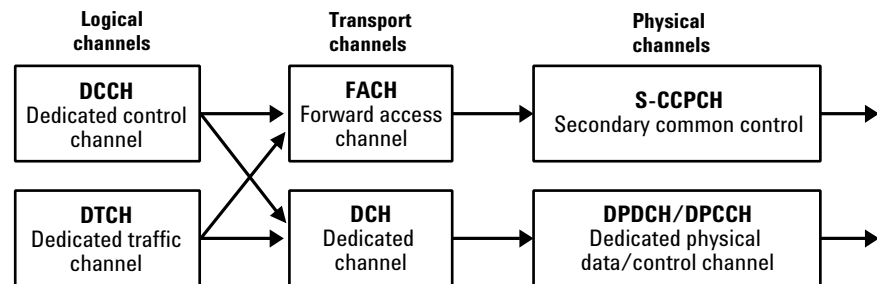 Logical
channels
Transport
channels
Physical
channels
DCCH
Dedicated control
channel
FACH
Forward access
channel
S-CCPCH
Secondary common control
DTCH
Dedicated traffic
channel
DCH
Dedicated
channel
DPDCH/DPCCH
Dedicated physical
data/control channel